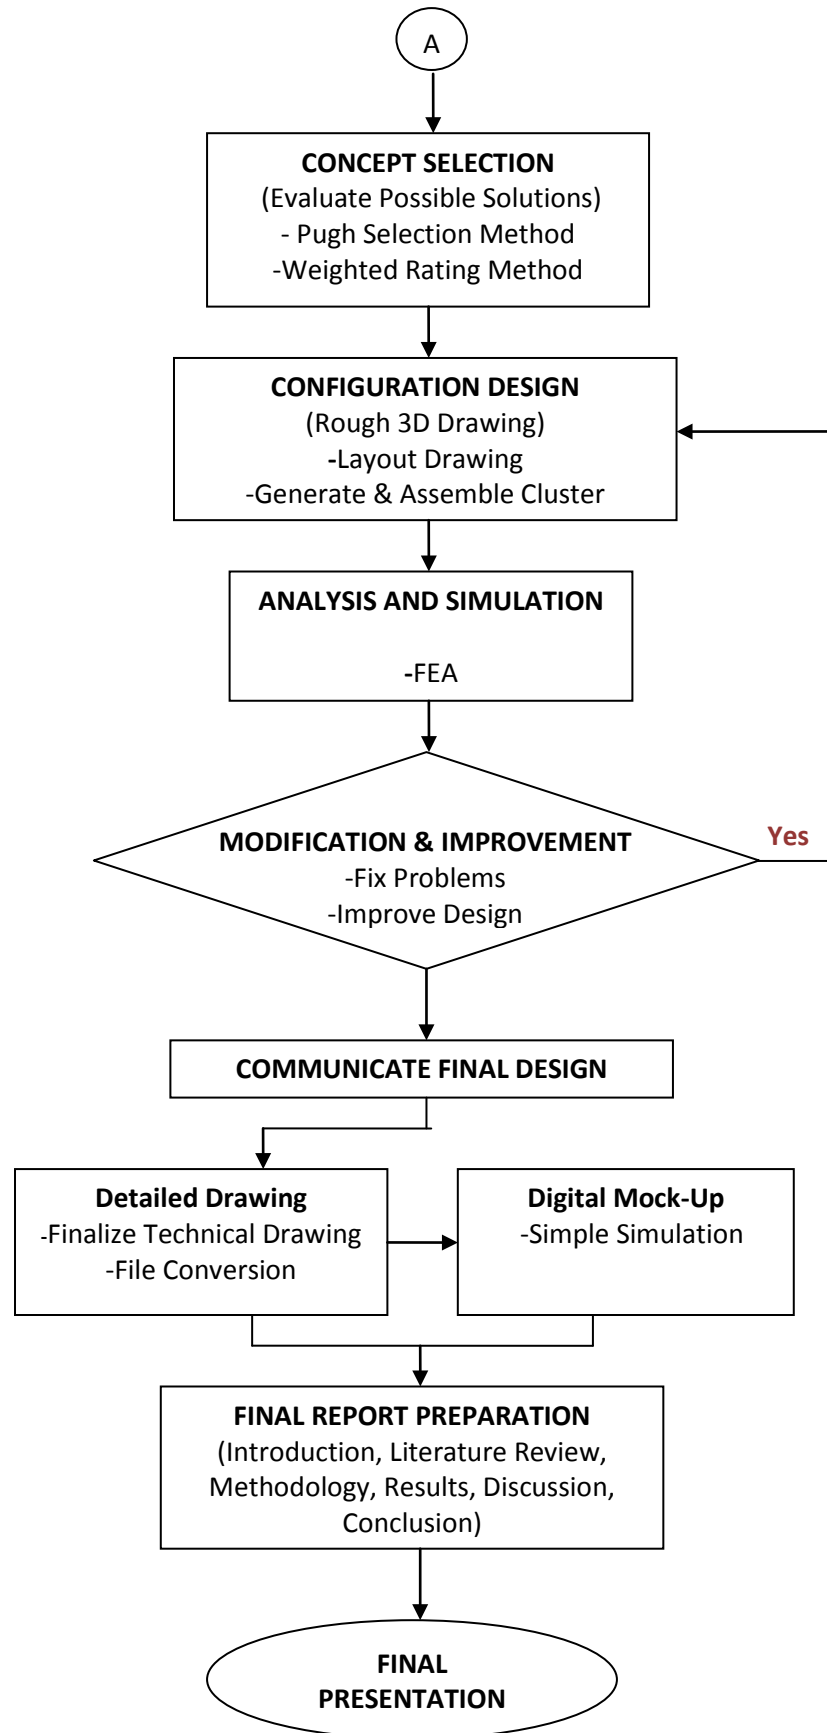 A
CONCEPT SELECTION
(Evaluate Possible Solutions)
- Pugh Selection Method
-Weighted Rating Method
CONFIGURATION DESIGN
(Rough 3D Drawing)
-Layout Drawing
-Generate & Assemble Cluster
ANALYSIS AND SIMULATION
-FEA
MODIFICATION & IMPROVEMENT
-Fix Problems
-Improve Design
Yes
COMMUNICATE FINAL DESIGN
Detailed Drawing
-Finalize Technical Drawing
-File Conversion
Digital Mock-Up
-Simple Simulation
FINAL REPORT PREPARATION
(Introduction, Literature Review,
Methodology, Results, Discussion,
Conclusion)
FINAL
PRESENTATION